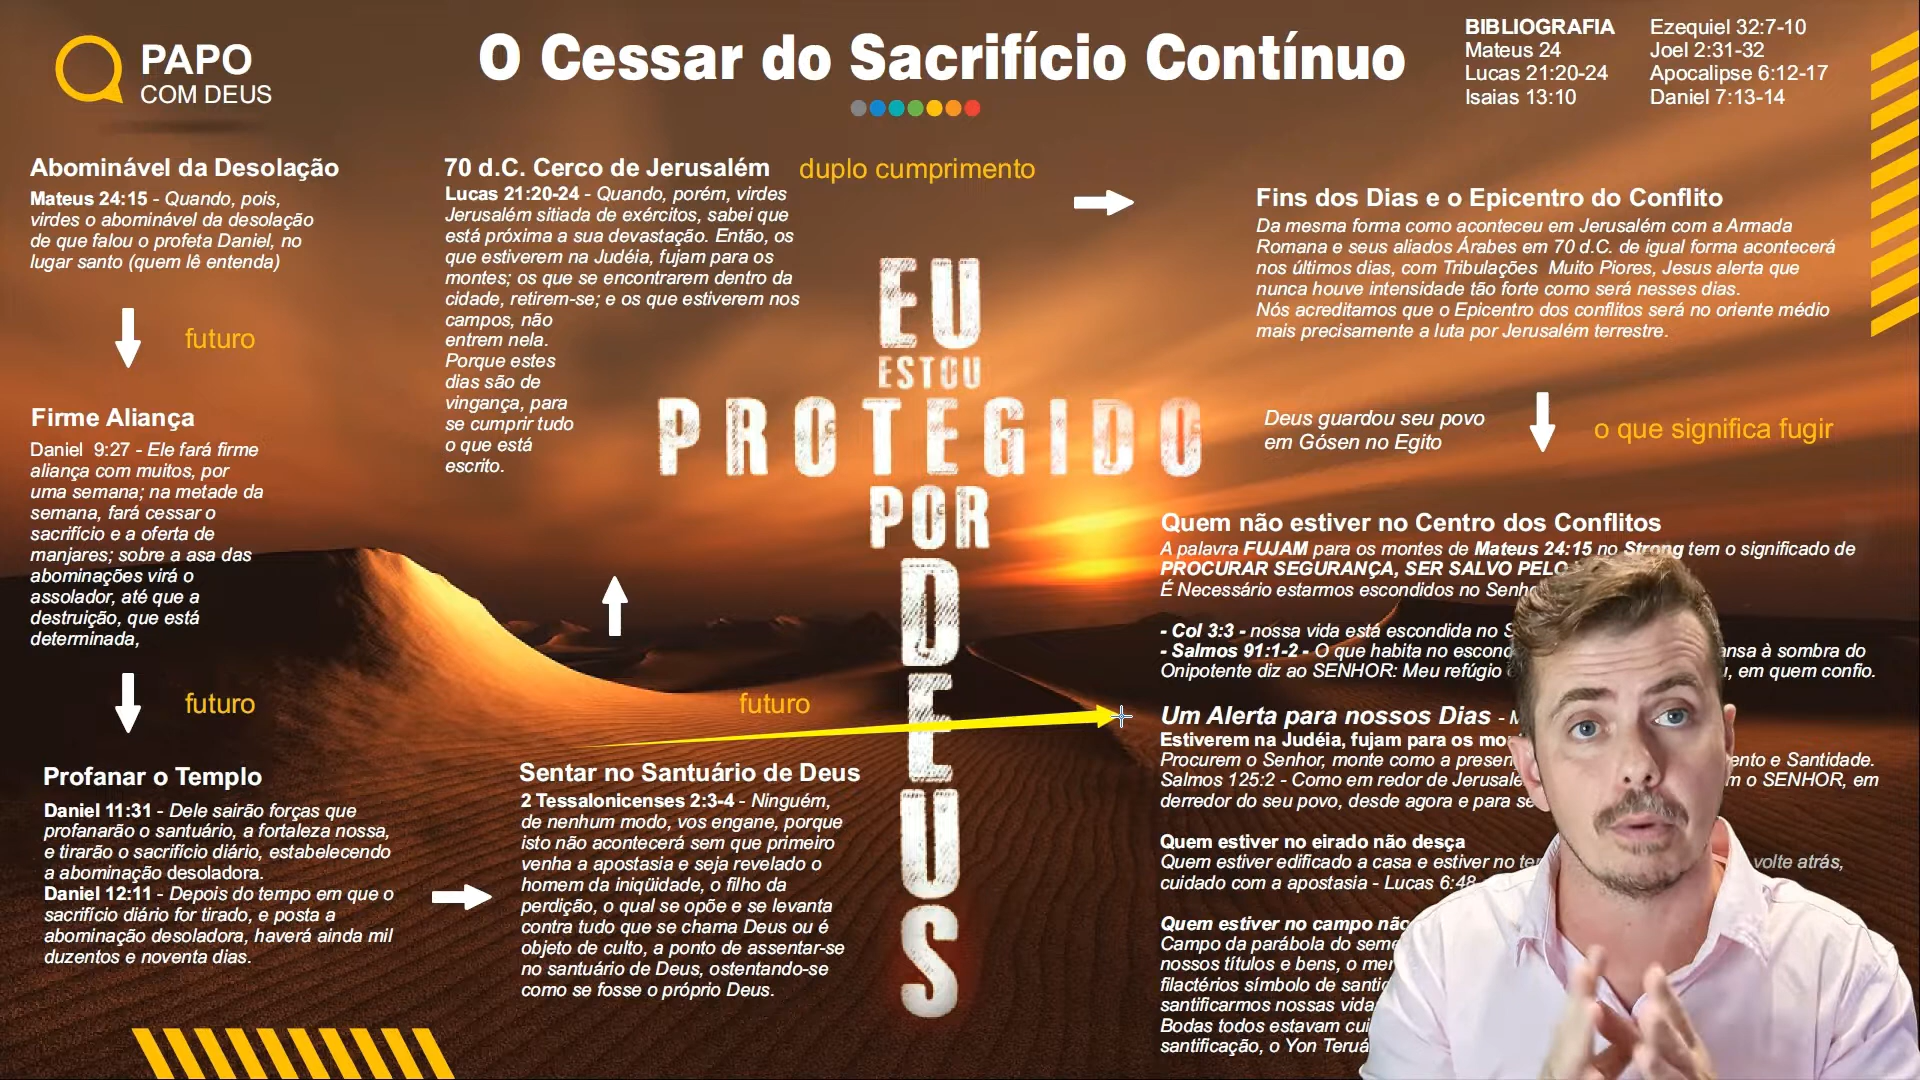 PAPO
COM DEUS
O Cessar do Sacrifício Contínuo
BIBLIOGRAFIA
Mateus 24
Lucas 21:20-24
Isaias 13:10
Ezequiel 32:7-10
Joel 2:31-32
Apocalipse 6:12-17
Daniel 7:13-14
Abominável da Desolação
Mateus 24:15 - Quando, pois,
virdes o abominável da desolação
de que falou o profeta Daniel, no
lugar santo (quem lê entenda)
futuro
Firme Aliança
Daniel 9:27 - Ele fará firme
aliança com muitos, por
uma semana; na metade da
semana, fará cessar o
sacrifício e a oferta de
manjares; sobre a asa das
abominações virá o
assolador, até que a
destruição, que está
determinada,
futuro
Profanar o Templo
Daniel 11:31 - Dele sairão forças que
profanarão o santuário, a fortaleza nossa,
e tirarão o sacrifício diário, estabelecendo
a abominação desoladora.
Daniel 12:11 - Depois do tempo em que o
sacrifício diário for tirado, e posta a
abominação desoladora, haverá ainda mil
duzentos e noventa dias.
70 d.C. Cerco de Jerusalém
duplo cumprimento
Lucas 21:20-24 - Quando, porém, virdes
Jerusalém sitiada de exércitos, sabei que
está próxima a sua devastação. Então, os
que estiverem na Judéia, fujam para os
montes; os que se encontrarem dentro da
cidade, retirem-se; e os que estiverem nos
campos, não
entrem nela.
Porque estes
dias são de
vingança, para
se cumprir tudo
o que está
escrito.
EU
ESTOU
PROTEGIDO
POR
DEUS
futuro
Sentar no Santuário de Deus
2 Tessalonicenses 2:3-4 - Ninguém,
de nenhum modo, vos engane, porque
isto não acontecerá sem que primeiro
venha a apostasia e seja revelado o
homem da iniqüidade, o filho da
perdição, o qual se opõe e se levanta
contra tudo que se chama Deus ou é
objeto de culto, a ponto de assentar-se
no santuário de Deus, ostentando-se
como se fosse o próprio Deus.
Fins dos Dias e o Epicentro do Conflito
Da mesma forma como aconteceu em Jerusalém com a Armada
Romana e seus aliados Árabes em 70 d.C. de igual forma acontecerá
nos últimos dias, com Tribulações Muito Piores, Jesus alerta que
nunca houve intensidade tão forte como será nesses dias.
Nós acreditamos que o Epicentro dos conflitos será no oriente médio
mais precisamente a luta por Jerusalém terrestre.
Deus guardou seu povo
em Gósen no Egito
o que significa fugir
Quem não estiver no Centro dos Conflitos
A palavra FUJAM para os montes de Mateus 24:15 no Strong tem o significado de
PROCURAR SEGURANÇA, SER SALVO PELO
É Necessário estarmos escondidos no
- Col 3:3 - nossa vida está escondida no
- Salmos 91:1-2 - O que habita no à sombra do
Onipotente diz ao SENHOR: Meu refúgio em quem confio.
Um Alerta para nossos Dias -
Estiverem na Judéia, fujam para os
Procurem o Senhor, monte como a e Santidade.
Salmos 125:2 - Como em redor de o SENHOR, em
derredor do seu povo, desde agora e para
Quem estiver no eirado não desça
Quem estiver edificado a casa e estiver no volte atrás,
cuidado com a apostasia - Lucas 6:48
Quem estiver no campo
Campo da parábola do
nossos títulos e bens, o
filactérios símbolo de
santificarmos nossas
Bodas todos estavam
santificação, o Yon